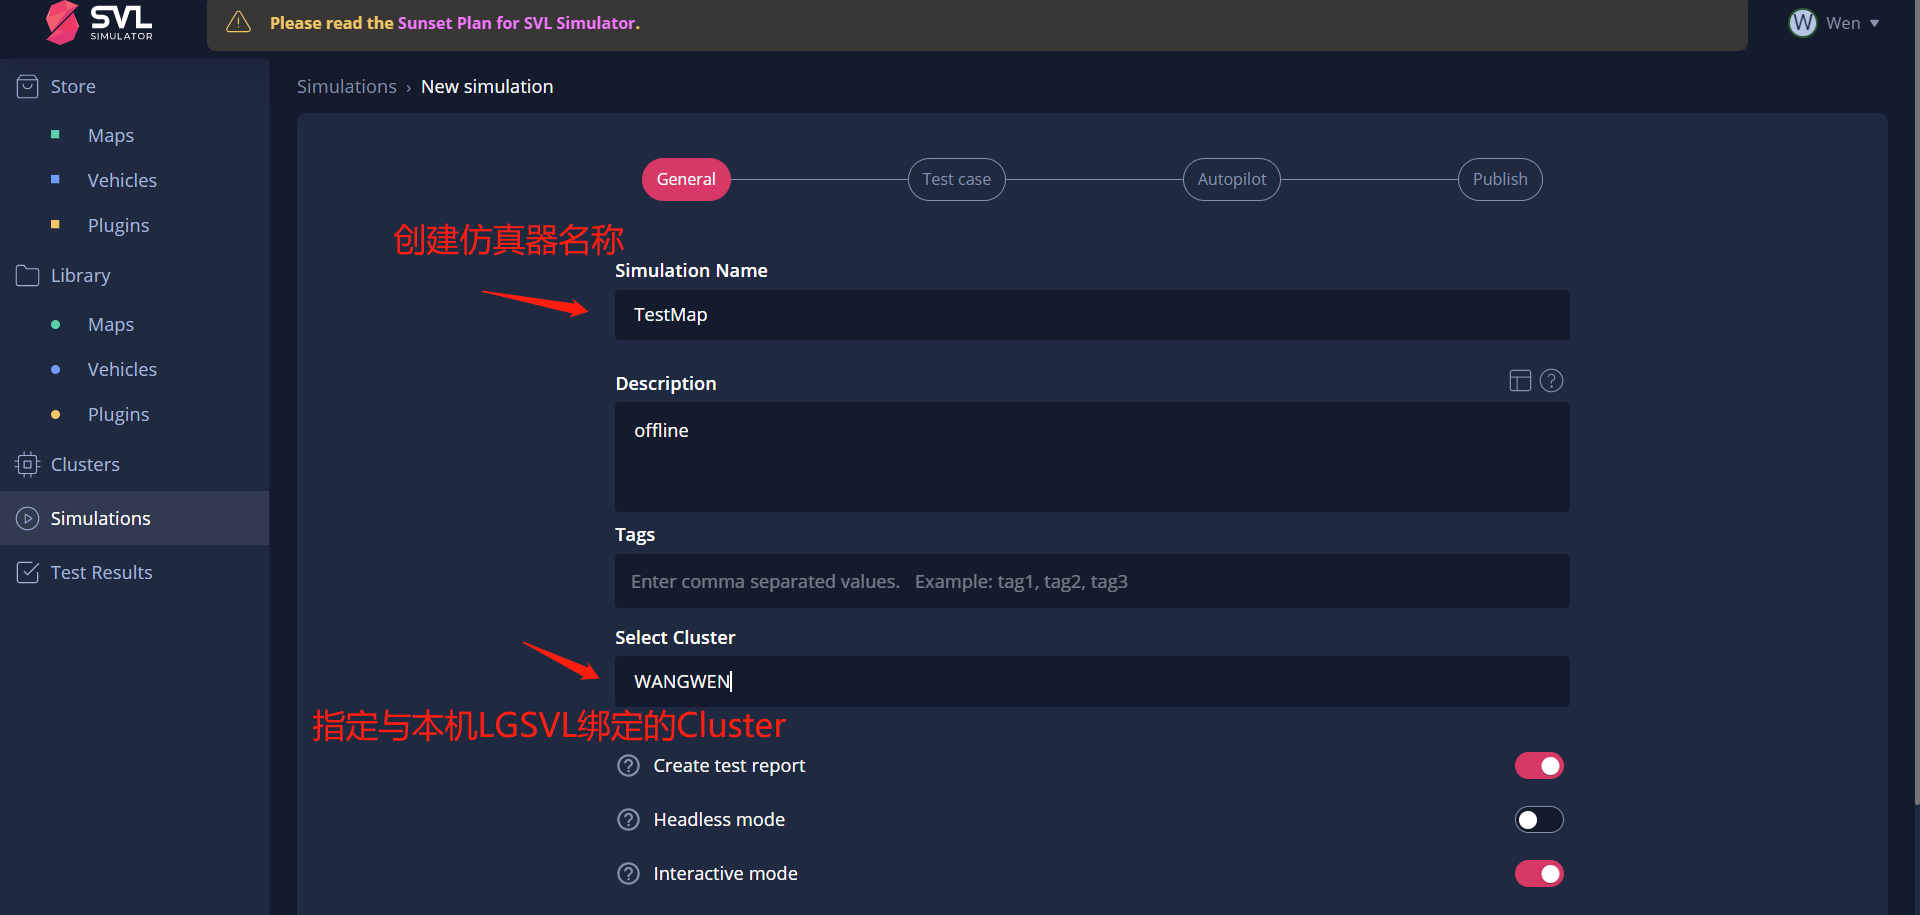 SVL
SIMULATOR
Please read the Sunset Plan for SVL Simulator.
W
Wen
Store
Maps
Vehicles
Plugins
Library
Maps
Vehicles
Plugins
Clusters
Simulations
Test Results
Simulations › New simulation
General
Test case
Autopilot
Publish
创建仿真器名称
Simulation Name
TestMap
Description
offline
Tags
Enter comma separated values. Example: tag1, tag2, tag3
Select Cluster
WANGWEN
指定与本机LGSVL绑定的Cluster
Create test report
Headless mode
Interactive mode